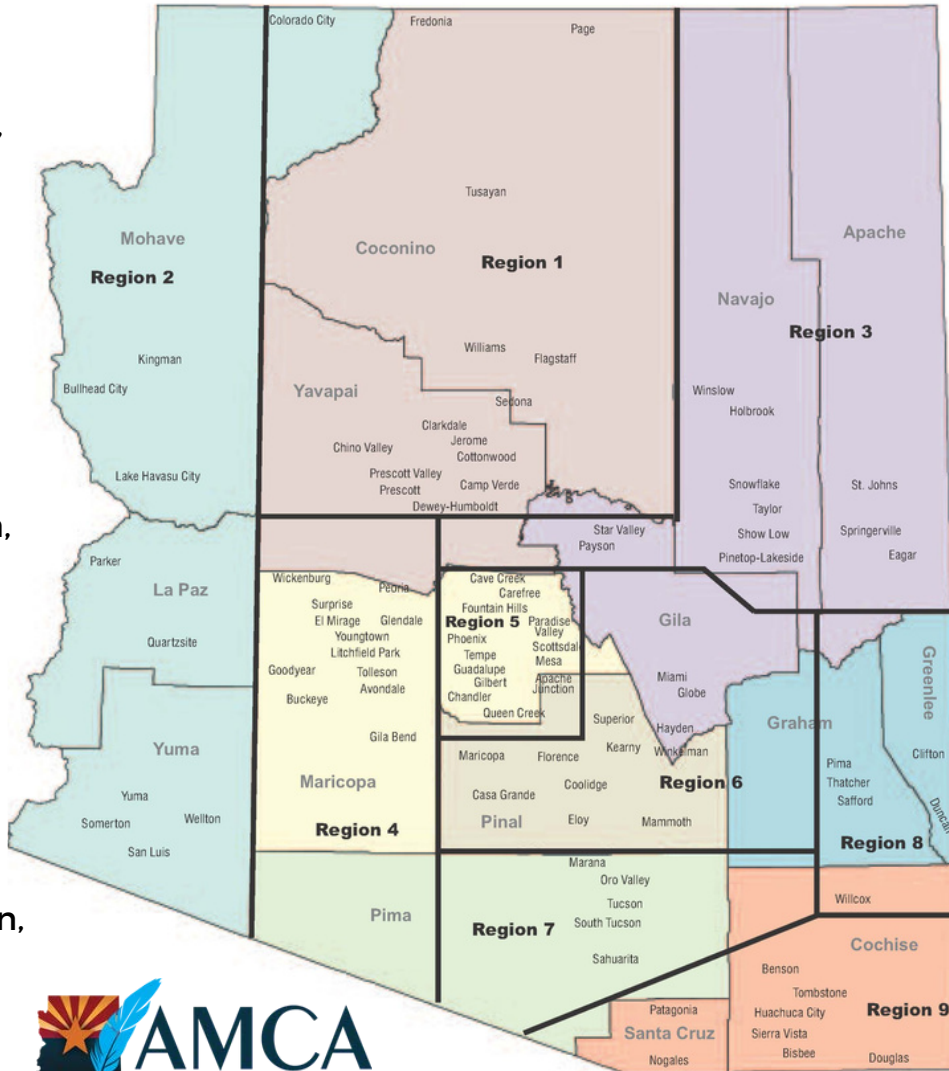 Colorado City
Fredonia
Page
,
Tusayan
Mohave
Coconino
Apache
Region 2
Region 1
Navajo
Region 3
Kingman
Williams
Flagstaff
Bullhead City
Yavapai
Sedona
Winslow
Holbrook
Clarkdale
Chino Valley
Jerome
Cottonwood
Lake Havasu City
Prescott Valley
Prescott
Camp Verde
Dewey-Humboldt
Snowflake
St. Johns
Taylor
n,
Star Valley
Payson
Show Low
Springerville
Pinetop-Lakeside
Eagar
Parker
La Paz
Wickenburg
Peoria
Cave Creek
Carefree
Surprise
Fountain Hills
El Mirage
Glendale
Region 5
Paradise
Valley
Gila
Quartzsite
Youngtown
Phoenix
Scottsdal
Litchfield Park
Tempe
Mesa
Goodyear
Tolleson
Guadalupe
Apache
Junction
Miami
Greenlee
Avondale
Gilbert
Globe
Buckeye
Chandler
Queen Creek
Superior
Hayden
Graham
Yuma
Gila Bend
Maricopa
Florence
Kearny
Winkelman
Clifton
Maricopa
Coolidge
Region 6
Pima
Thatcher
Safford
Yuma
Casa Grande
Duncan
Somerton
Wellton
Region 4
Pinal
Eloy
Mammoth
Region 8
San Luis
Marana
Oro Valley
n,
Pima
Tucson
Willcox
Region 7
South Tucson
Cochise
Sahuarita
Benson
Tombstone
Patagonia
Huachuca City
Region 9
Santa Cruz
Sierra Vista
Nogales
Bisbee
Douglas
AMCA